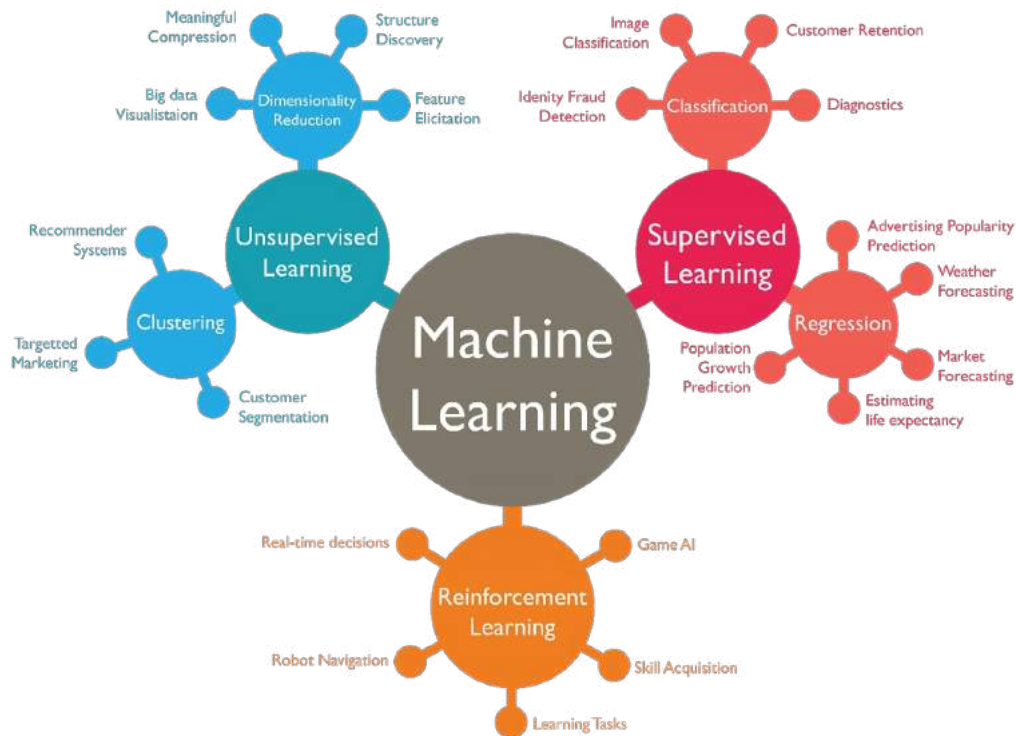 Meaningful
Compression
Structure
Discovery
Big data
Visualistaion
Dimensionality
Reduction
Feature
Elicitation
Unsupervised
Learning
Recommender
Systems
Clustering
Targetted
Marketing
Customer
Segmentation
Machine
Learning
Image
Classification
Customer Retention
Idenity Fraud
Detection
Classification
Diagnostics
Supervised
Learning
Advertising Popularity
Prediction
Weather
Forecasting
Regression
Population
Growth
Prediction
Market
Forecasting
Estimating
life expectancy
Real-time decisions
Game AI
Reinforcement
Learning
Robot Navigation
Skill Acquisition
Learning Tasks